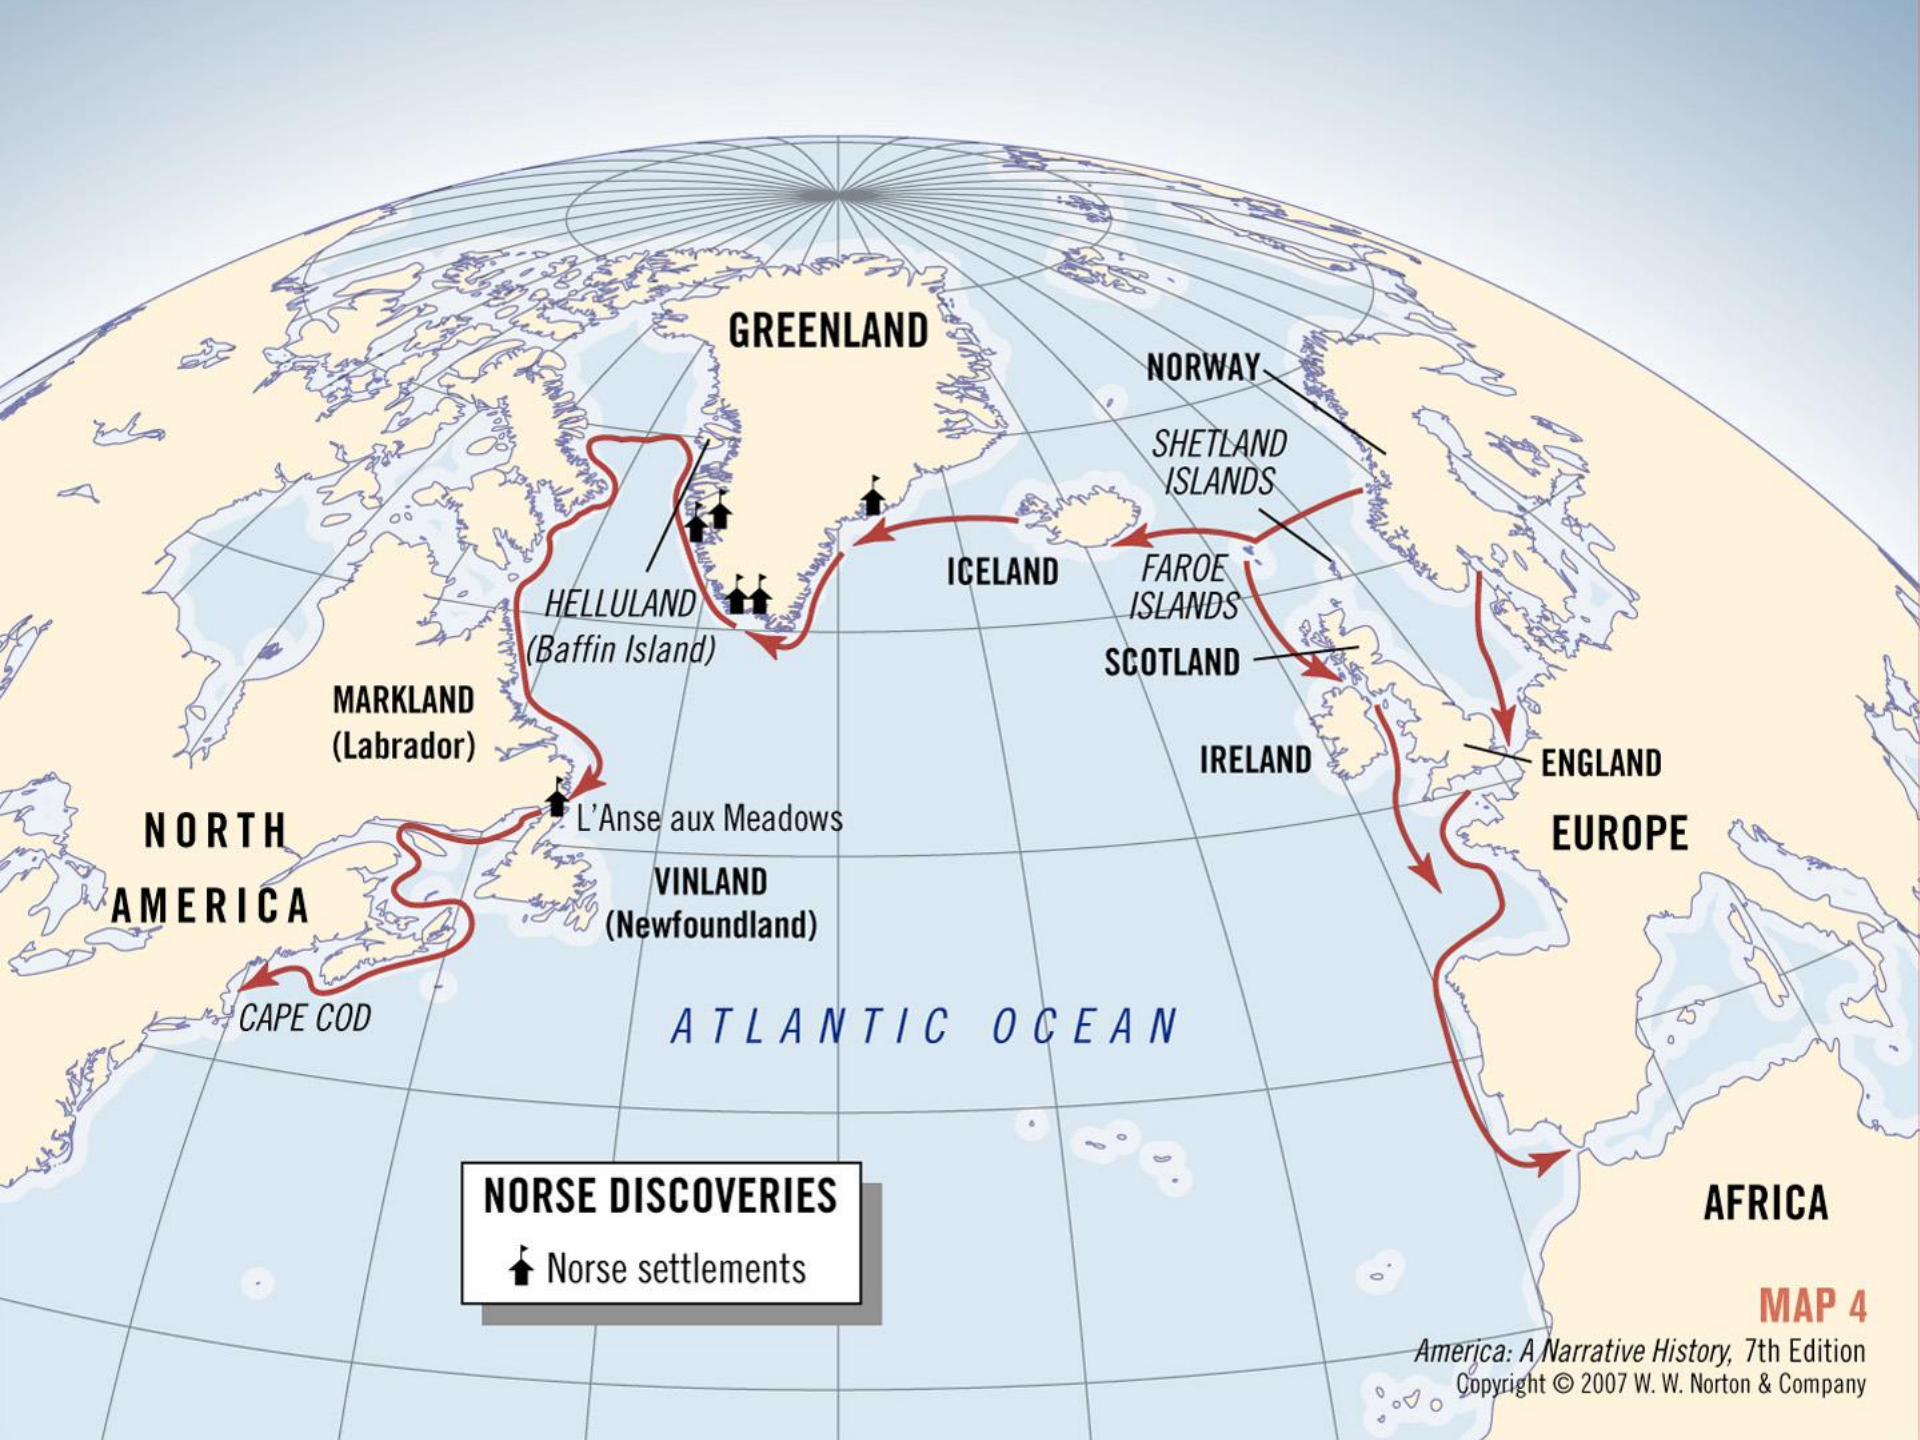 GREENLAND
NORWAY
SHETLAND
ISLANDS
ICELAND
FAROE
ISLANDS
HELLULAND
(Baffin Island)
SCOTLAND
MARKLAND
(Labrador)
IRELAND
ENGLAND
L'Anse aux Meadows
NORTH
AMERICA
EUROPE
VINLAND
(Newfoundland)
CAPE COD
ATLANTIC OCEAN
NORSE DISCOVERIES
Norse settlements
AFRICA
MAP 4
America: A Narrative History, 7th Edition
Copyright © 2007 W. W. Norton & Company